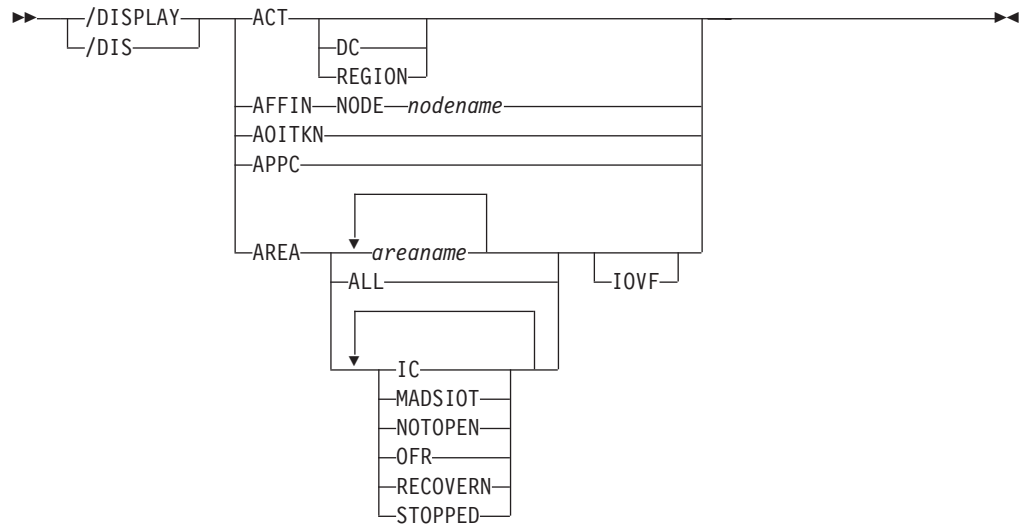 /DISPLAY ACT
/DIS DC
REGION
AFFIN NODE nodename
AOITKN
APPC
AREA areaname
ALL IOVF
IC
MADSIOT
NOTOPEN
OFR
RECOVERN
STOPPED